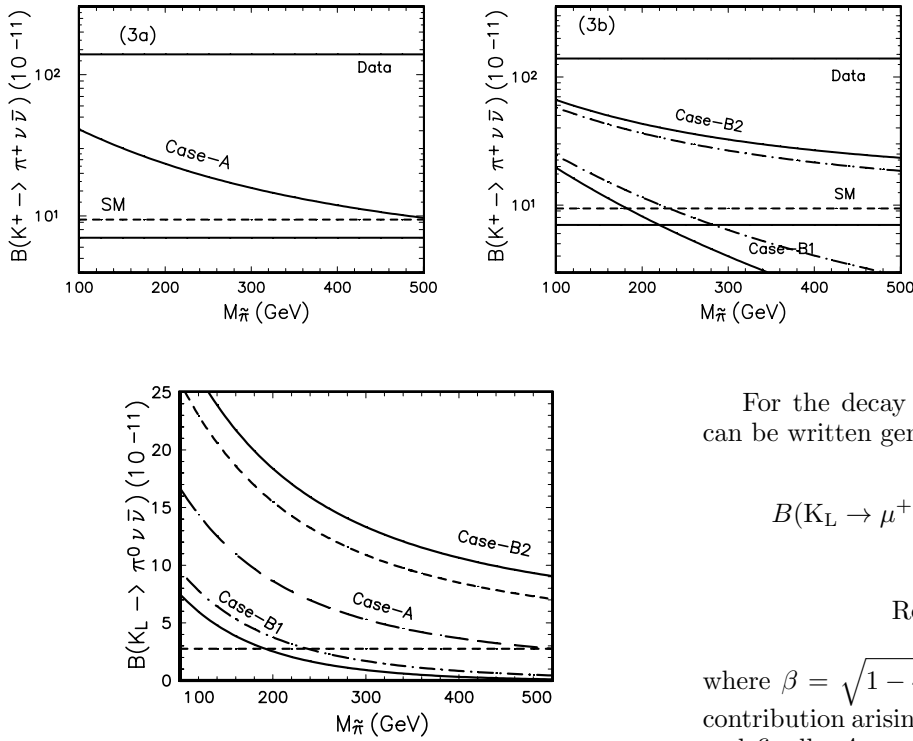 (3a)
B(K+ —> π+ ν ν̄) (10 −11)
10²
10¹
Data
Case−A
SM
100 200 300 400 500
M π̃ (GeV)
(3b)
B(K+ —> π+ ν ν̄) (10 −11)
10²
10¹
Data
Case−B2
SM
Case−B1
100 200 300 400 500
M π̃ (GeV)
B(K_L —> π⁰ ν ν̄) (10 −11)
25
20
15
10
5
0
Case−B2
Case−A
Case−B1
100 200 300 400 500
M π̃ (GeV)
For the decay
can be written gen
B(K_L → μ⁺
Re
where β = √1 −
contribution arisin